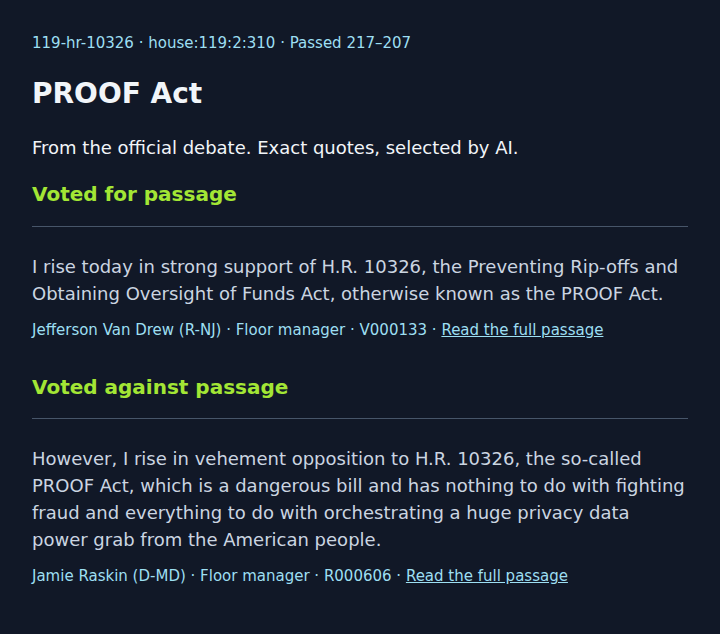 119-hr-10326 · house:119:2:310 · Passed 217–207
PROOF Act
From the official debate. Exact quotes, selected by AI.
Voted for passage
I rise today in strong support of H.R. 10326, the Preventing Rip-offs and
Obtaining Oversight of Funds Act, otherwise known as the PROOF Act.
Jefferson Van Drew (R-NJ) · Floor manager · V000133 · Read the full passage
Voted against passage
However, I rise in vehement opposition to H.R. 10326, the so-called
PROOF Act, which is a dangerous bill and has nothing to do with fighting
fraud and everything to do with orchestrating a huge privacy data
power grab from the American people.
Jamie Raskin (D-MD) · Floor manager · R000606 · Read the full passage